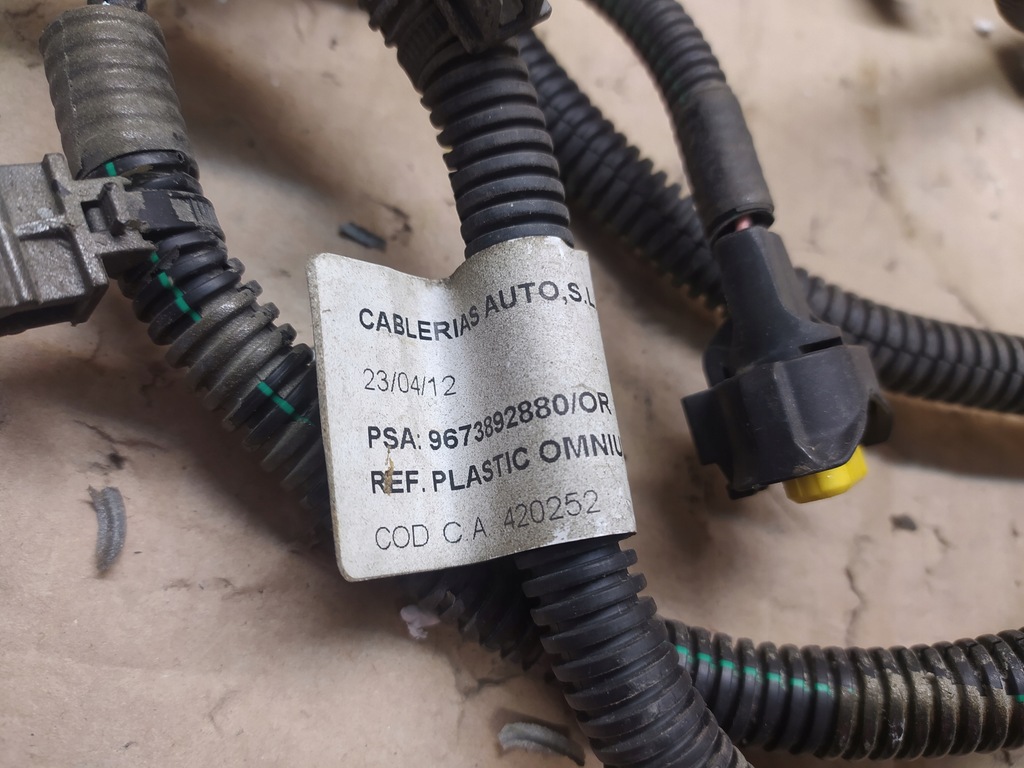 CABLERIAS AUTO,S.L
23/04/12
PSA: 9673892880/OR
REF. PLASTIC OMNIU
COD C.A 420252